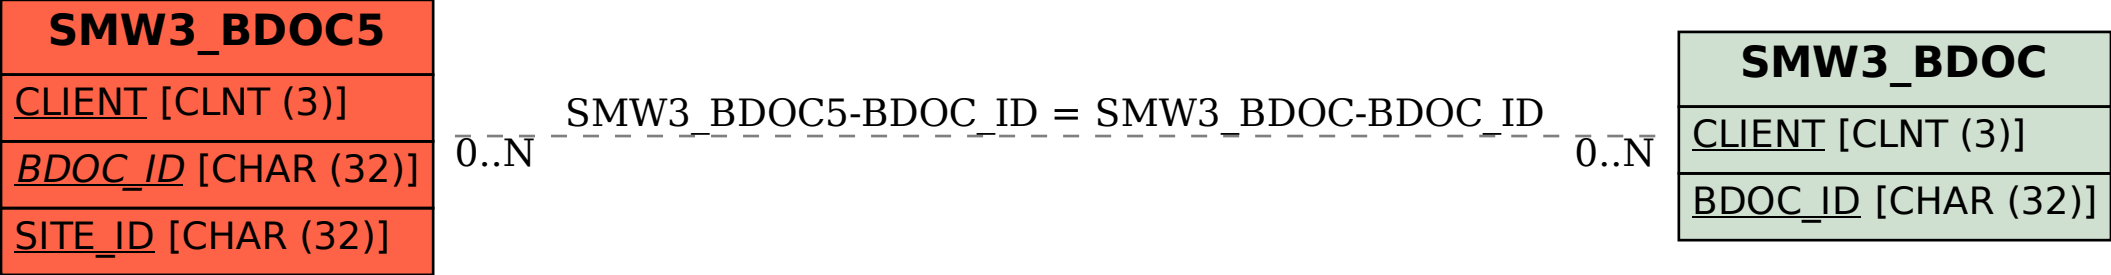 SMW3_BDOC5
CLIENT [CLNT (3)]
BDOC_ID [CHAR (32)]
SITE_ID [CHAR (32)]
SMW3_BDOC5-BDOC_ID = SMW3_BDOC-BDOC_ID
0..N
0..N
SMW3_BDOC
CLIENT [CLNT (3)]
BDOC_ID [CHAR (32)]